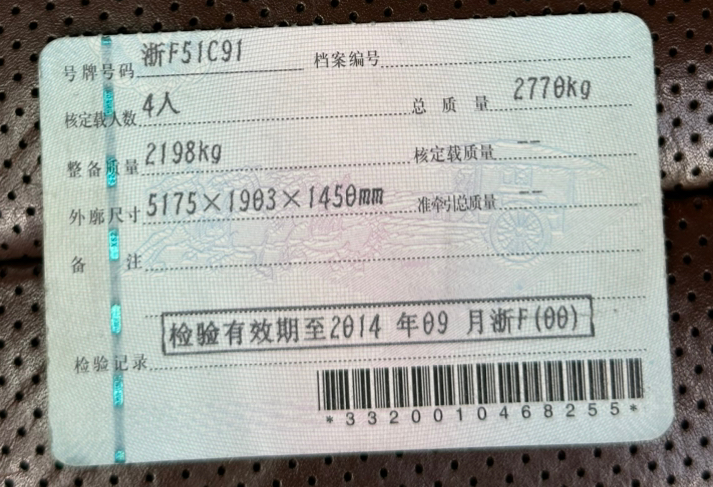 号牌号码 浙F51C91 档案编号
核定载人数 4人 总质量 2770kg
整备质量 2198kg 核定载质量 --
外廓尺寸 5175×1903×1450mm 准牵引总质量 --
备注
检验有效期至2014 年09 月浙F(00)
检验记录
*3320010468255*